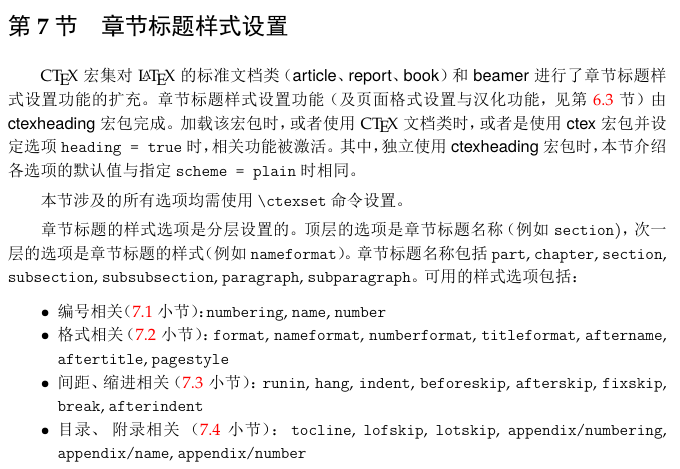 第 7 节　章节标题样式设置
CTEX 宏集对 LATEX 的标准文档类（article、report、book）和 beamer 进行了章节标题样
式设置功能的扩充。章节标题样式设置功能（及页面格式设置与汉化功能，见第 6.3 节）由
ctexheading 宏包完成。加载该宏包时，或者使用 CTEX 文档类时，或者是使用 ctex 宏包并设
定选项 heading = true 时，相关功能被激活。其中，独立使用 ctexheading 宏包时，本节介绍
各选项的默认值与指定 scheme = plain 时相同。
本节涉及的所有选项均需使用 \ctexset 命令设置。
章节标题的样式选项是分层设置的。顶层的选项是章节标题名称（例如 section），次一
层的选项是章节标题的样式（例如 nameformat）。章节标题名称包括 part, chapter, section,
subsection, subsubsection, paragraph, subparagraph。可用的样式选项包括：
• 编号相关（7.1 小节）：numbering, name, number
• 格式相关（7.2 小节）：format, nameformat, numberformat, titleformat, aftername,
aftertitle, pagestyle
• 间距、缩进相关（7.3 小节）：runin, hang, indent, beforeskip, afterskip, fixskip,
break, afterindent
• 目录、附录相关（7.4 小节）：tocline, lofskip, lotskip, appendix/numbering,
appendix/name, appendix/number